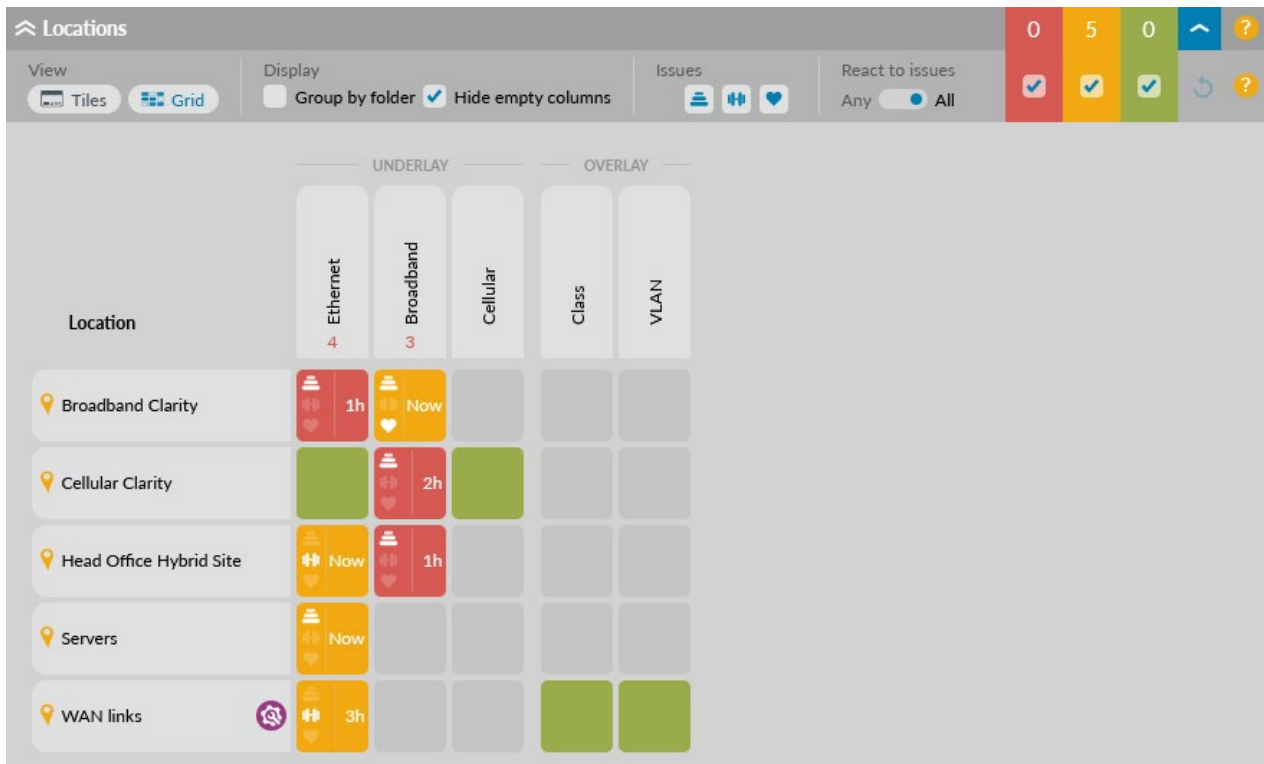 Locations
0 5 0 ?
View Display Issues React to issues
Tiles Grid Group by folder Hide empty columns Any All ?
UNDERLAY OVERLAY
Location Ethernet Broadband Cellular Class VLAN
4 3
Broadband Clarity 1h Now
Cellular Clarity 2h
Head Office Hybrid Site Now 1h
Servers Now
WAN links 3h